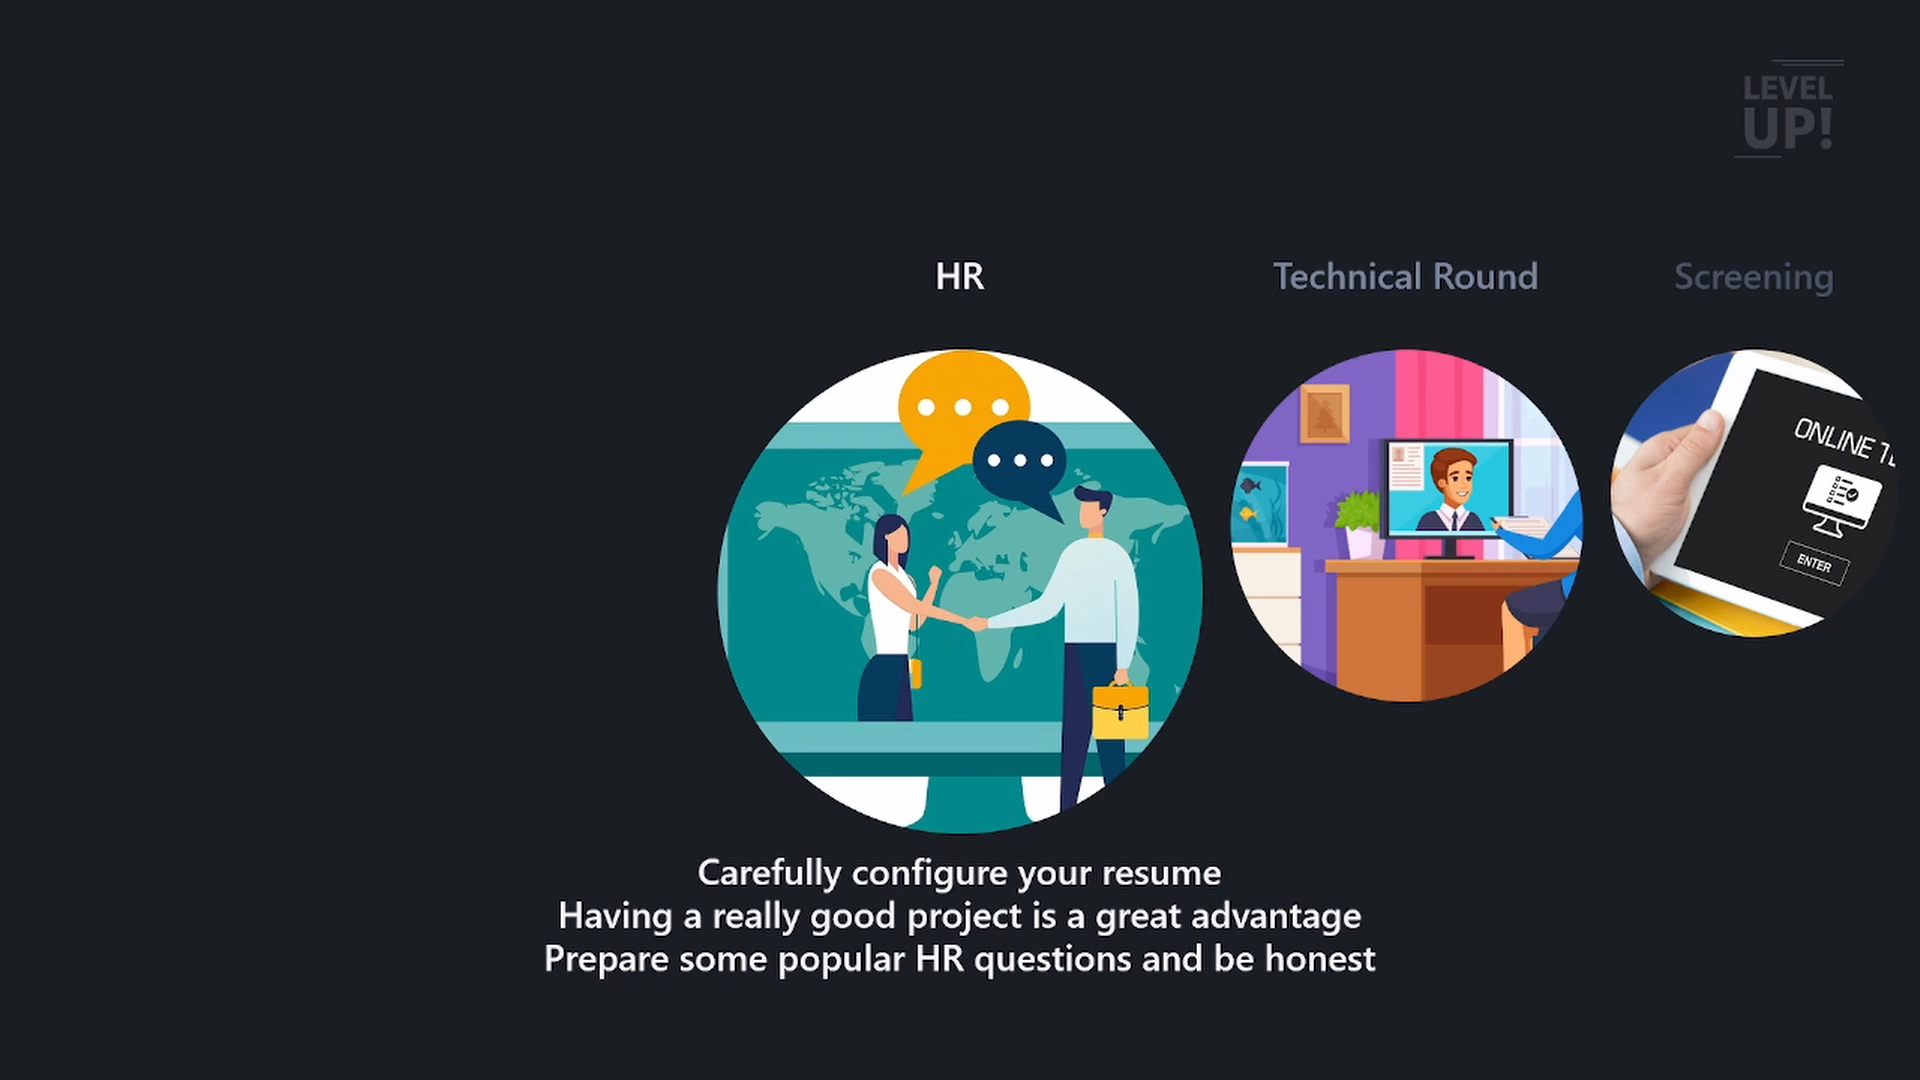 LEVEL
UP!
HR
Technical Round
Screening
ONLINE
ENTER
Carefully configure your resume
Having a really good project is a great advantage
Prepare some popular HR questions and be honest